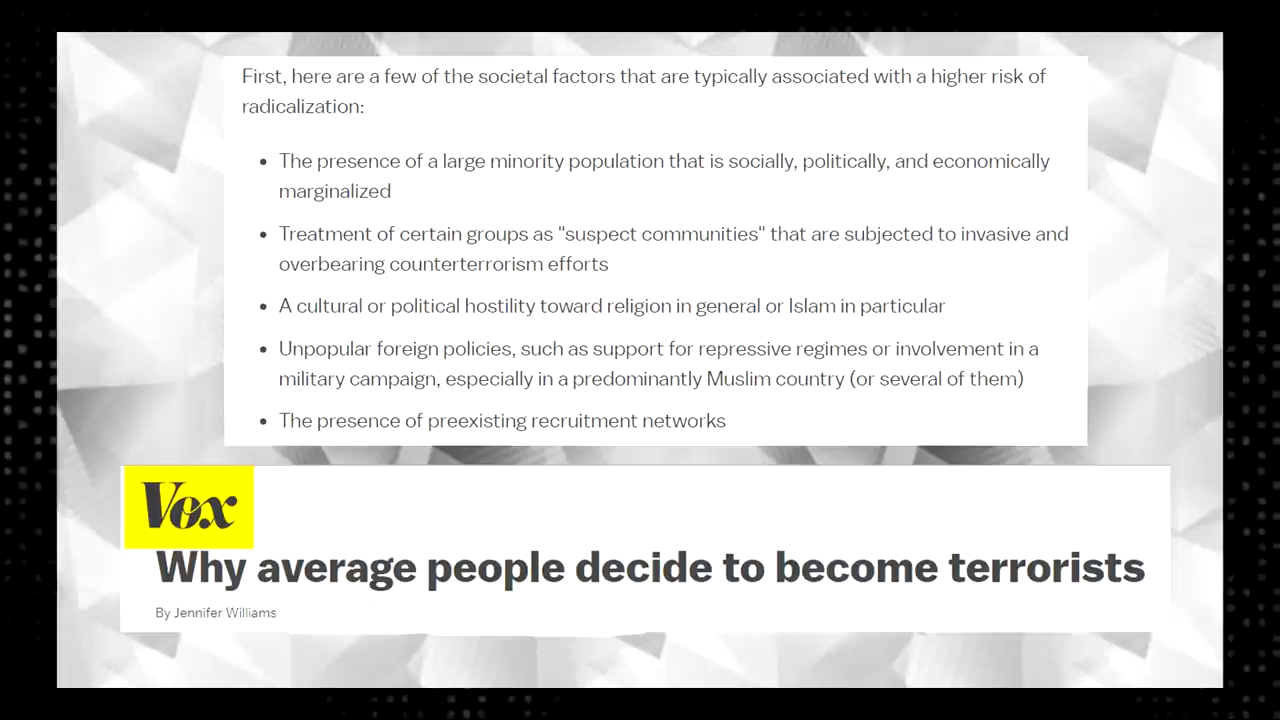 First, here are a few of the societal factors that are typically associated with a higher risk of
radicalization:
• The presence of a large minority population that is socially, politically, and economically
marginalized
• Treatment of certain groups as "suspect communities" that are subjected to invasive and
overbearing counterterrorism efforts
• A cultural or political hostility toward religion in general or Islam in particular
• Unpopular foreign policies, such as support for repressive regimes or involvement in a
military campaign, especially in a predominantly Muslim country (or several of them)
• The presence of preexisting recruitment networks
Vox
Why average people decide to become terrorists
By Jennifer Williams